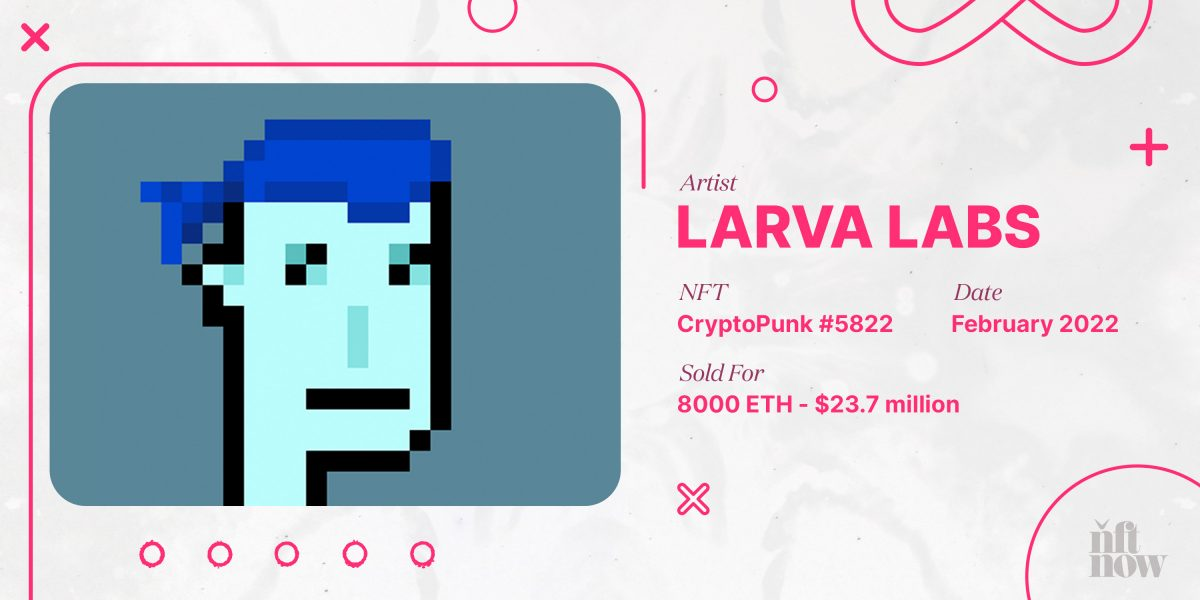 Artist
LARVA LABS
NFT
Date
CryptoPunk #5822
February 2022
Sold For
8000 ETH - $23.7 million
nft
now